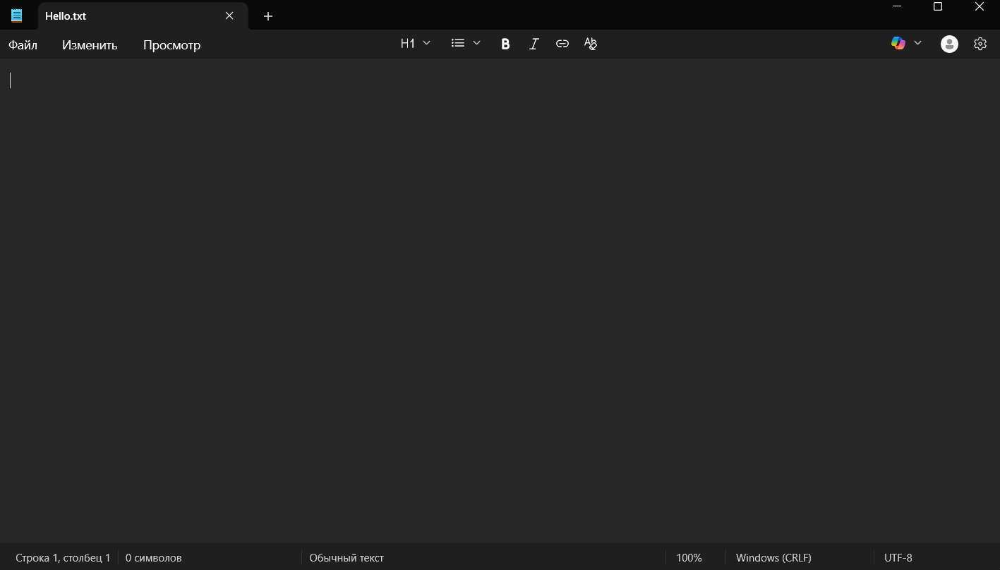 Hello.txt
Файл Изменить Просмотр H1 B I Ab
Строка 1, столбец 1 0 символов Обычный текст 100% Windows (CRLF) UTF-8